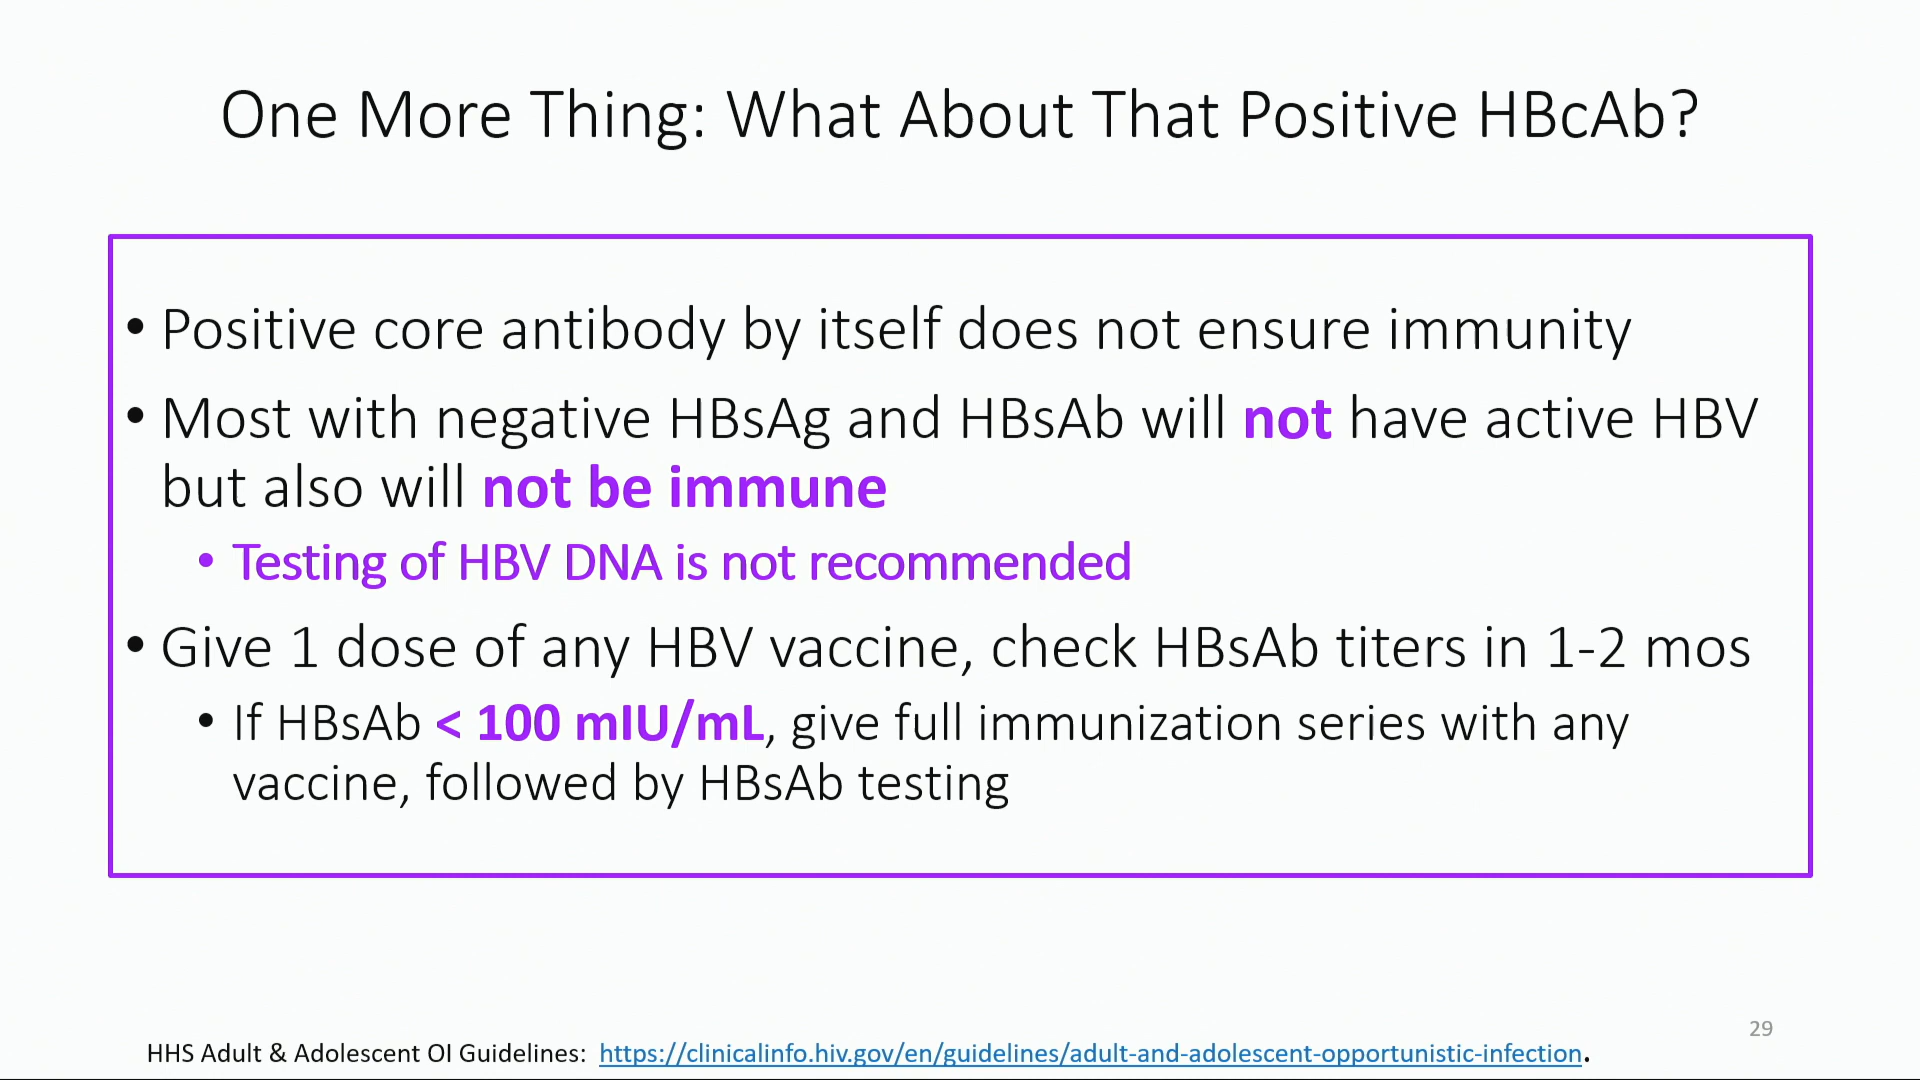 One More Thing: What About That Positive HBcAb?
• Positive core antibody by itself does not ensure immunity
• Most with negative HBsAg and HBsAb will not have active HBV
but also will not be immune
• Testing of HBV DNA is not recommended
• Give 1 dose of any HBV vaccine, check HBsAb titers in 1-2 mos
• If HBsAb < 100 mIU/mL, give full immunization series with any
vaccine, followed by HBsAb testing
29
HHS Adult & Adolescent OI Guidelines: https://clinicalinfo.hiv.gov/en/guidelines/adult-and-adolescent-opportunistic-infection.